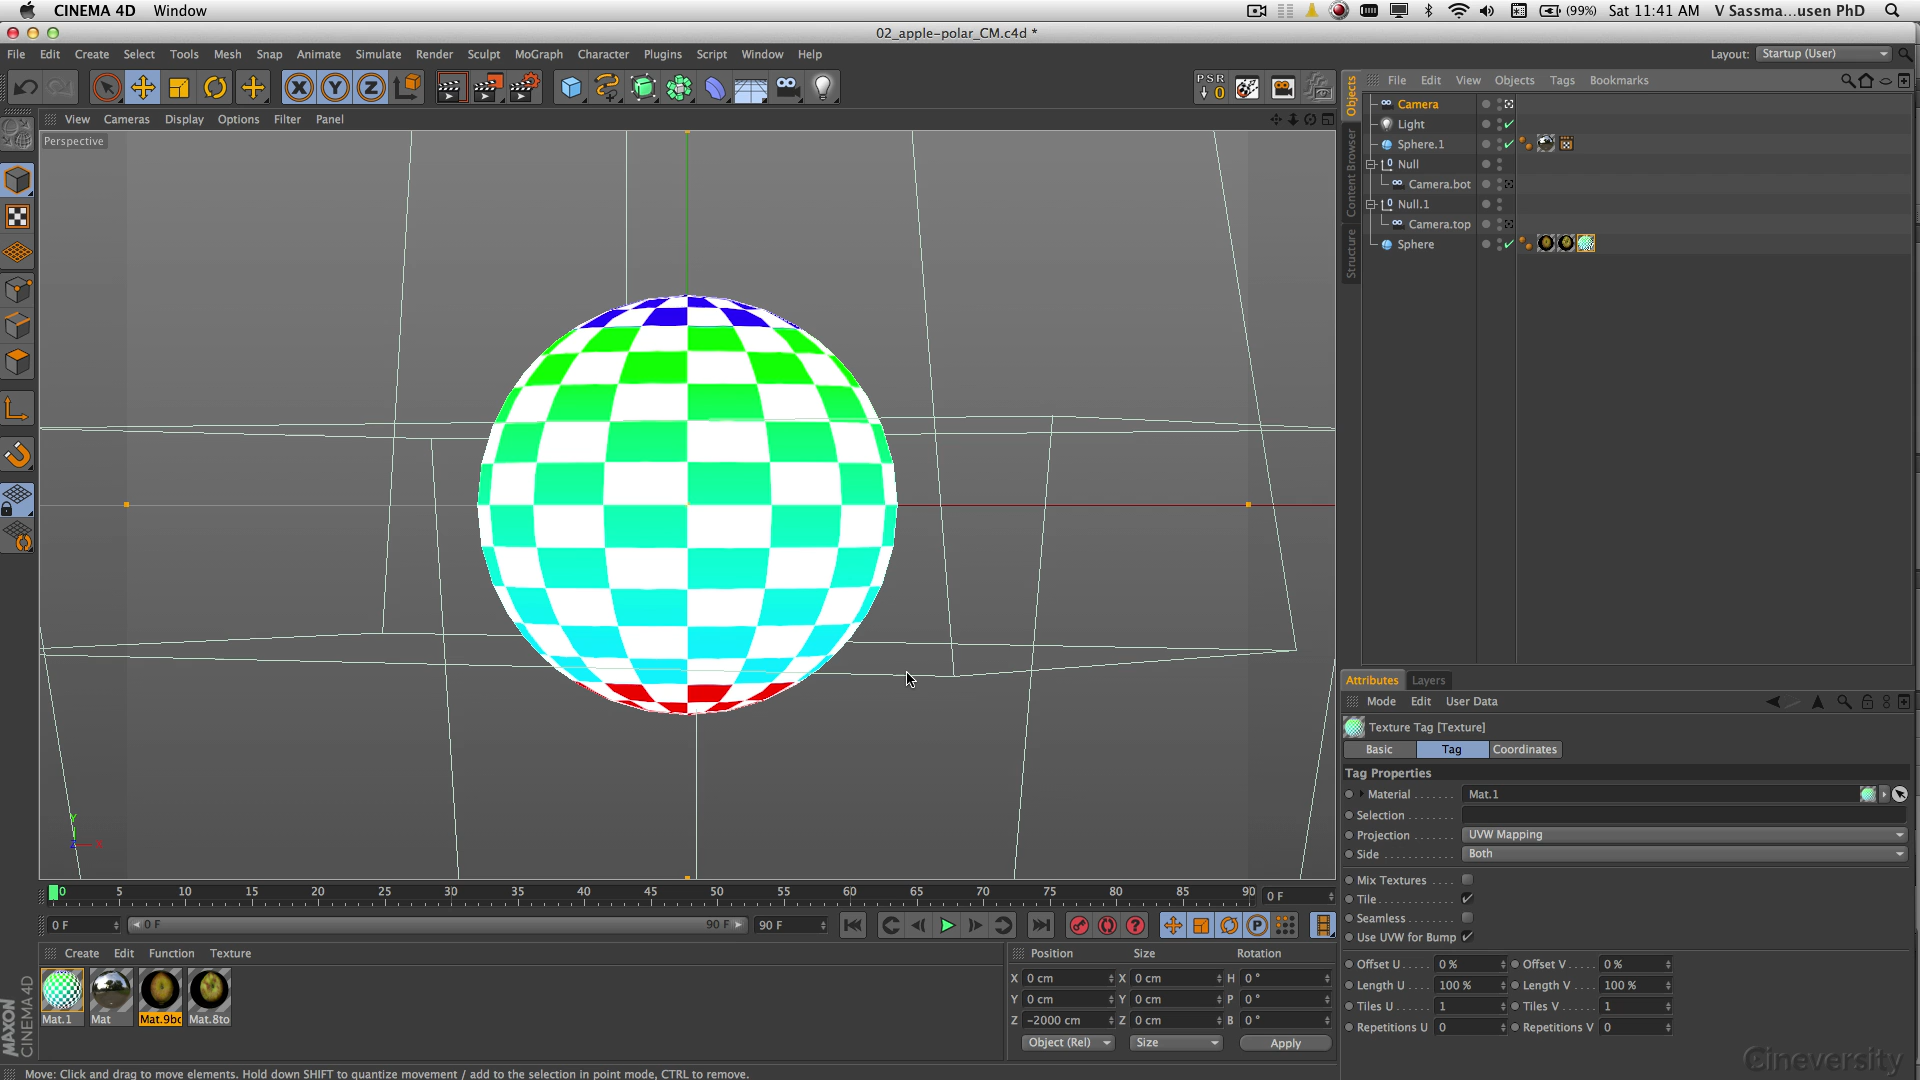 CINEMA 4D Window
(99%) Sat 11:41 AM V Sassma...usen PhD
02_apple-polar_CM.c4d *
File Edit Create Select Tools Mesh Snap Animate Simulate Render Sculpt MoGraph Character Plugins Script Window Help
Layout: Startup (User)
X Y Z
PSR
0
View Cameras Display Options Filter Panel
Perspective
Y
Z X
Objects
Content Browser
Structure
File Edit View Objects Tags Bookmarks
Camera
Light
Sphere.1
Null
Camera.bot
Null.1
Camera.top
Sphere
Attributes Layers
Mode Edit User Data
Texture Tag [Texture]
Basic Tag Coordinates
Tag Properties
Material Mat.1
Selection
Projection UVW Mapping
Side Both
Mix Textures
Tile
Seamless
Use UVW for Bump
Offset U 0 % Offset V 0 %
Length U 100 % Length V 100 %
Tiles U 1 Tiles V 1
Repetitions U 0 Repetitions V 0
0 5 10 15 20 25 30 35 40 45 50 55 60 65 70 75 80 85 90 0 F
0 F 0 F 90 F 90 F
Create Edit Function Texture
Mat.1 Mat Mat.9bo Mat.8to
Position Size Rotation
X 0 cm X 0 cm H 0 °
Y 0 cm Y 0 cm P 0 °
Z -2000 cm Z 0 cm B 0 °
Object (Rel) Size Apply
MAXON
CINEMA 4D
Cineversity
Move: Click and drag to move elements. Hold down SHIFT to quantize movement / add to the selection in point mode, CTRL to remove.